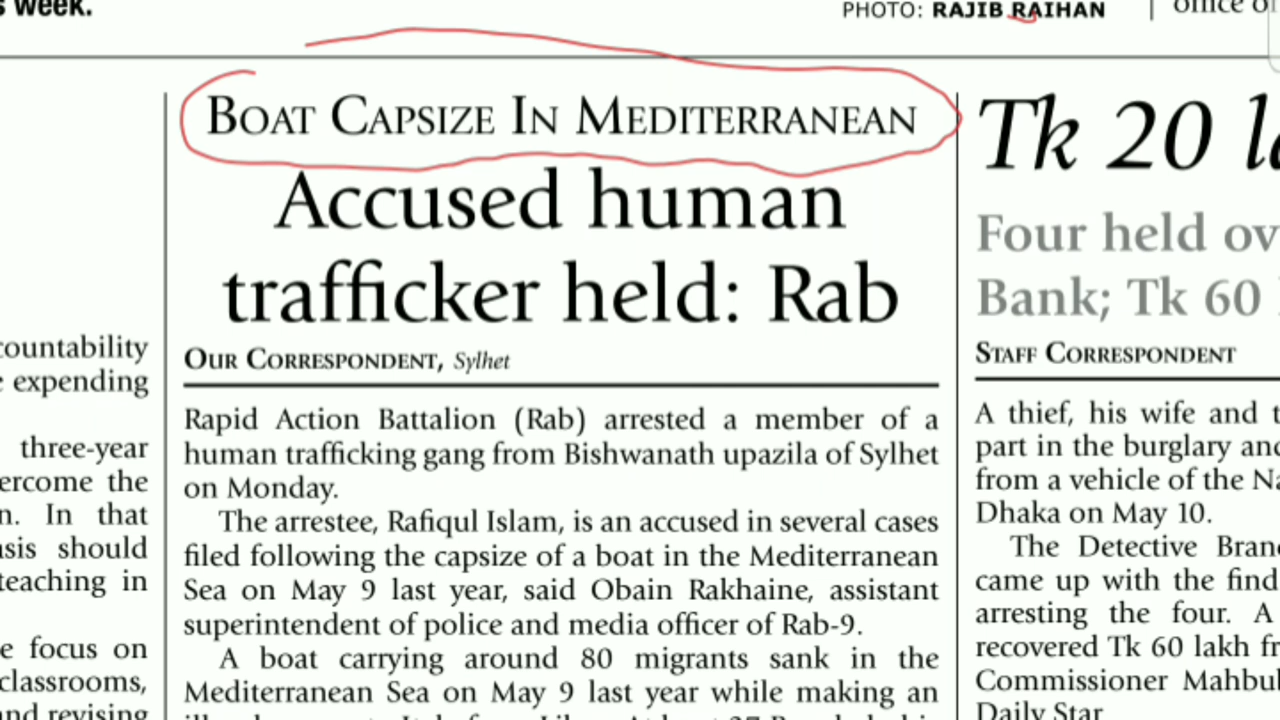 s week.
PHOTO: RAJIB RAIHAN
office of
BOAT CAPSIZE IN MEDITERRANEAN
Accused human
trafficker held: Rab
OUR CORRESPONDENT, Sylhet
Rapid Action Battalion (Rab) arrested a member of a
human trafficking gang from Bishwanath upazila of Sylhet
on Monday.
The arrestee, Rafiqul Islam, is an accused in several cases
filed following the capsize of a boat in the Mediterranean
Sea on May 9 last year, said Obain Rakhaine, assistant
superintendent of police and media officer of Rab-9.
A boat carrying around 80 migrants sank in the
Mediterranean Sea on May 9 last year while making an
countability
expending
three-year
ercome the
n. In that
asis should
teaching in
e focus on
classrooms,
and revising
Tk 20
Four held ov
Bank; Tk 60
STAFF CORRESPONDENT
A thief, his wife and t
part in the burglary and
from a vehicle of the Na
Dhaka on May 10.
The Detective Bran
came up with the find
arresting the four. A
recovered Tk 60 lakh fr
Commissioner Mahbu
Daily Star